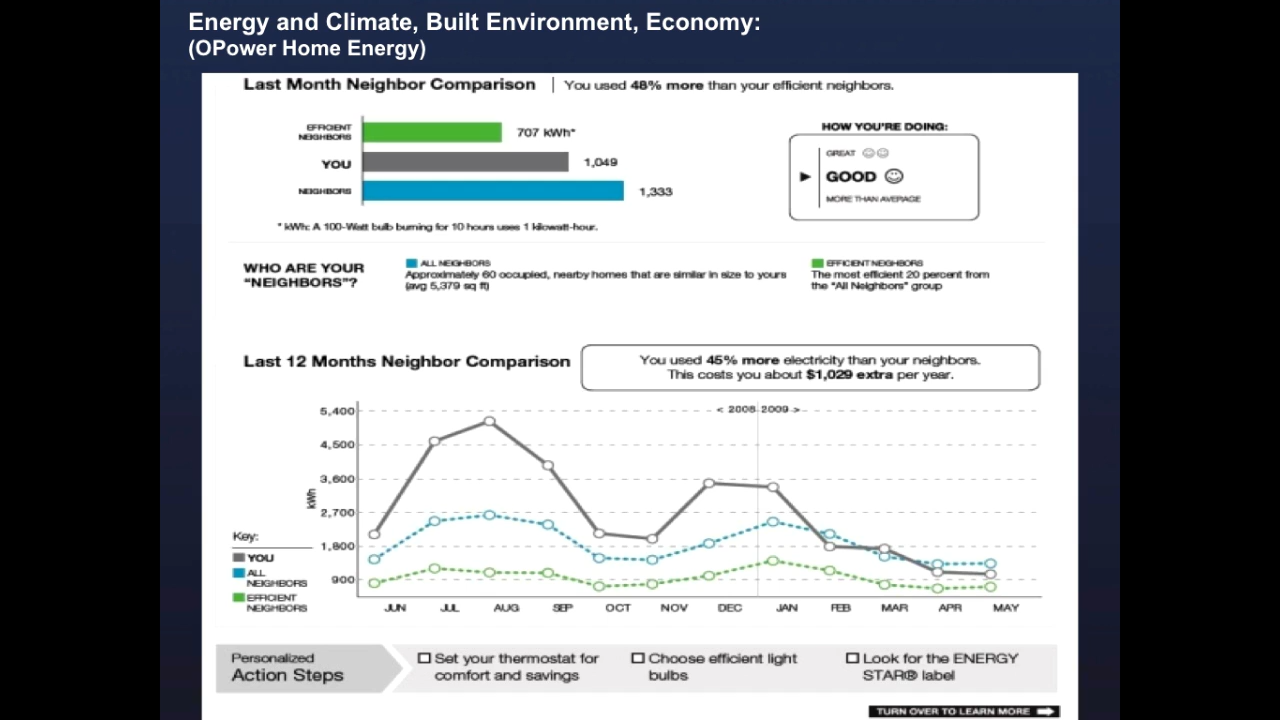 Energy and Climate, Built Environment, Economy:
(OPower Home Energy)
Last Month Neighbor Comparison | You used 48% more than your efficient neighbors.
EFFICIENT
NEIGHBORS
707 kWh*
YOU
1,049
NEIGHBORS
1,333
* kWh: A 100-Watt bulb burning for 10 hours uses 1 kilowatt-hour.
HOW YOU'RE DOING:
GREAT
GOOD
MORE THAN AVERAGE
WHO ARE YOUR
"NEIGHBORS"?
ALL NEIGHBORS
Approximately 60 occupied, nearby homes that are similar in size to yours
(avg 5,379 sq ft)
EFFICIENT NEIGHBORS
The most efficient 20 percent from
the "All Neighbors" group
Last 12 Months Neighbor Comparison
You used 45% more electricity than your neighbors.
This costs you about $1,029 extra per year.
< 2008 2009 >
5,400
4,500
3,600
2,700
1,800
900
kWh
Key:
YOU
ALL
NEIGHBORS
EFFICIENT
NEIGHBORS
JUN JUL AUG SEP OCT NOV DEC JAN FEB MAR APR MAY
Personalized
Action Steps
Set your thermostat for
comfort and savings
Choose efficient light
bulbs
Look for the ENERGY
STAR® label
TURN OVER TO LEARN MORE